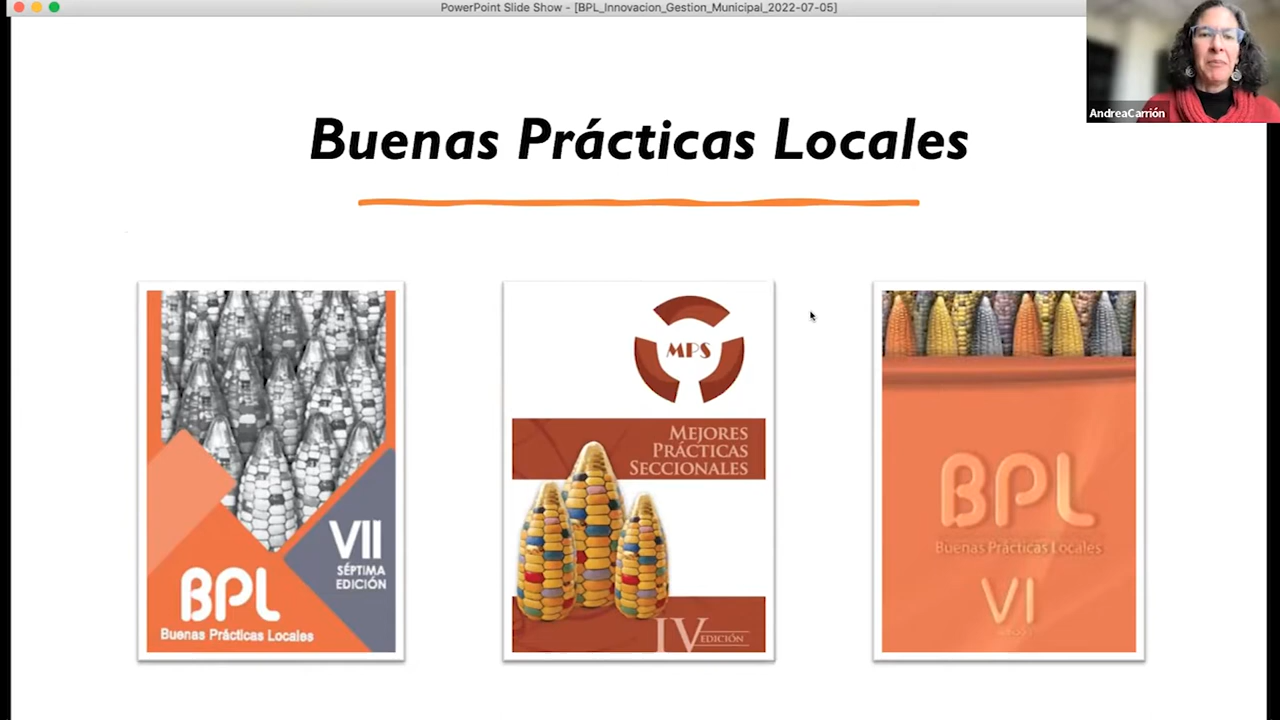 PowerPoint Slide Show - [BPL_Innovacion_Gestion_Municipal_2022-07-05]
AndreaCarrión
Buenas Prácticas Locales
VII
SÉPTIMA
EDICIÓN
BPL
Buenas Prácticas Locales
MPS
MEJORES
PRÁCTICAS
SECCIONALES
IV EDICIÓN
BPL
Buenas Prácticas Locales
VI